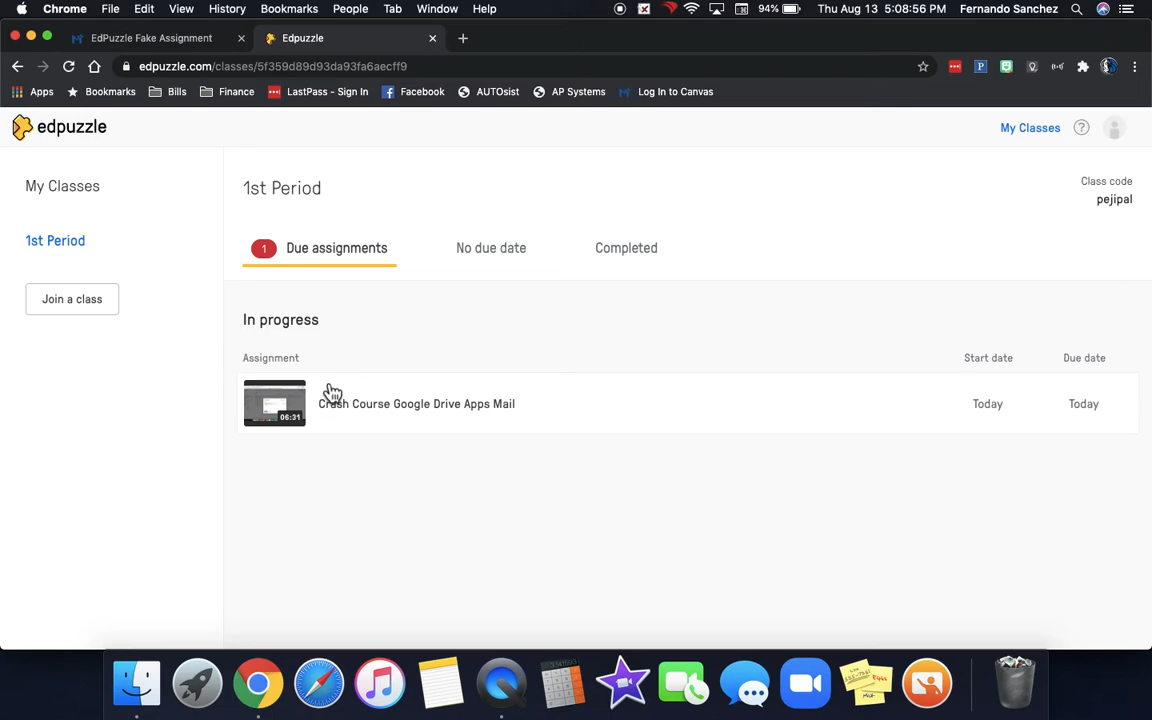 Chrome File Edit View History Bookmarks People Tab Window Help 94% Thu Aug 13 5:08:56 PM Fernando Sanchez
EdPuzzle Fake Assignment Edpuzzle
edpuzzle.com/classes/5f359d89d93da93fa6aecff9
Apps Bookmarks Bills Finance LastPass - Sign In Facebook AUTOsist AP Systems Log In to Canvas
edpuzzle My Classes ?
My Classes 1st Period Class code
pejipal
1st Period 1 Due assignments No due date Completed
Join a class
In progress
Assignment Start date Due date
06:31 Crash Course Google Drive Apps Mail Today Today